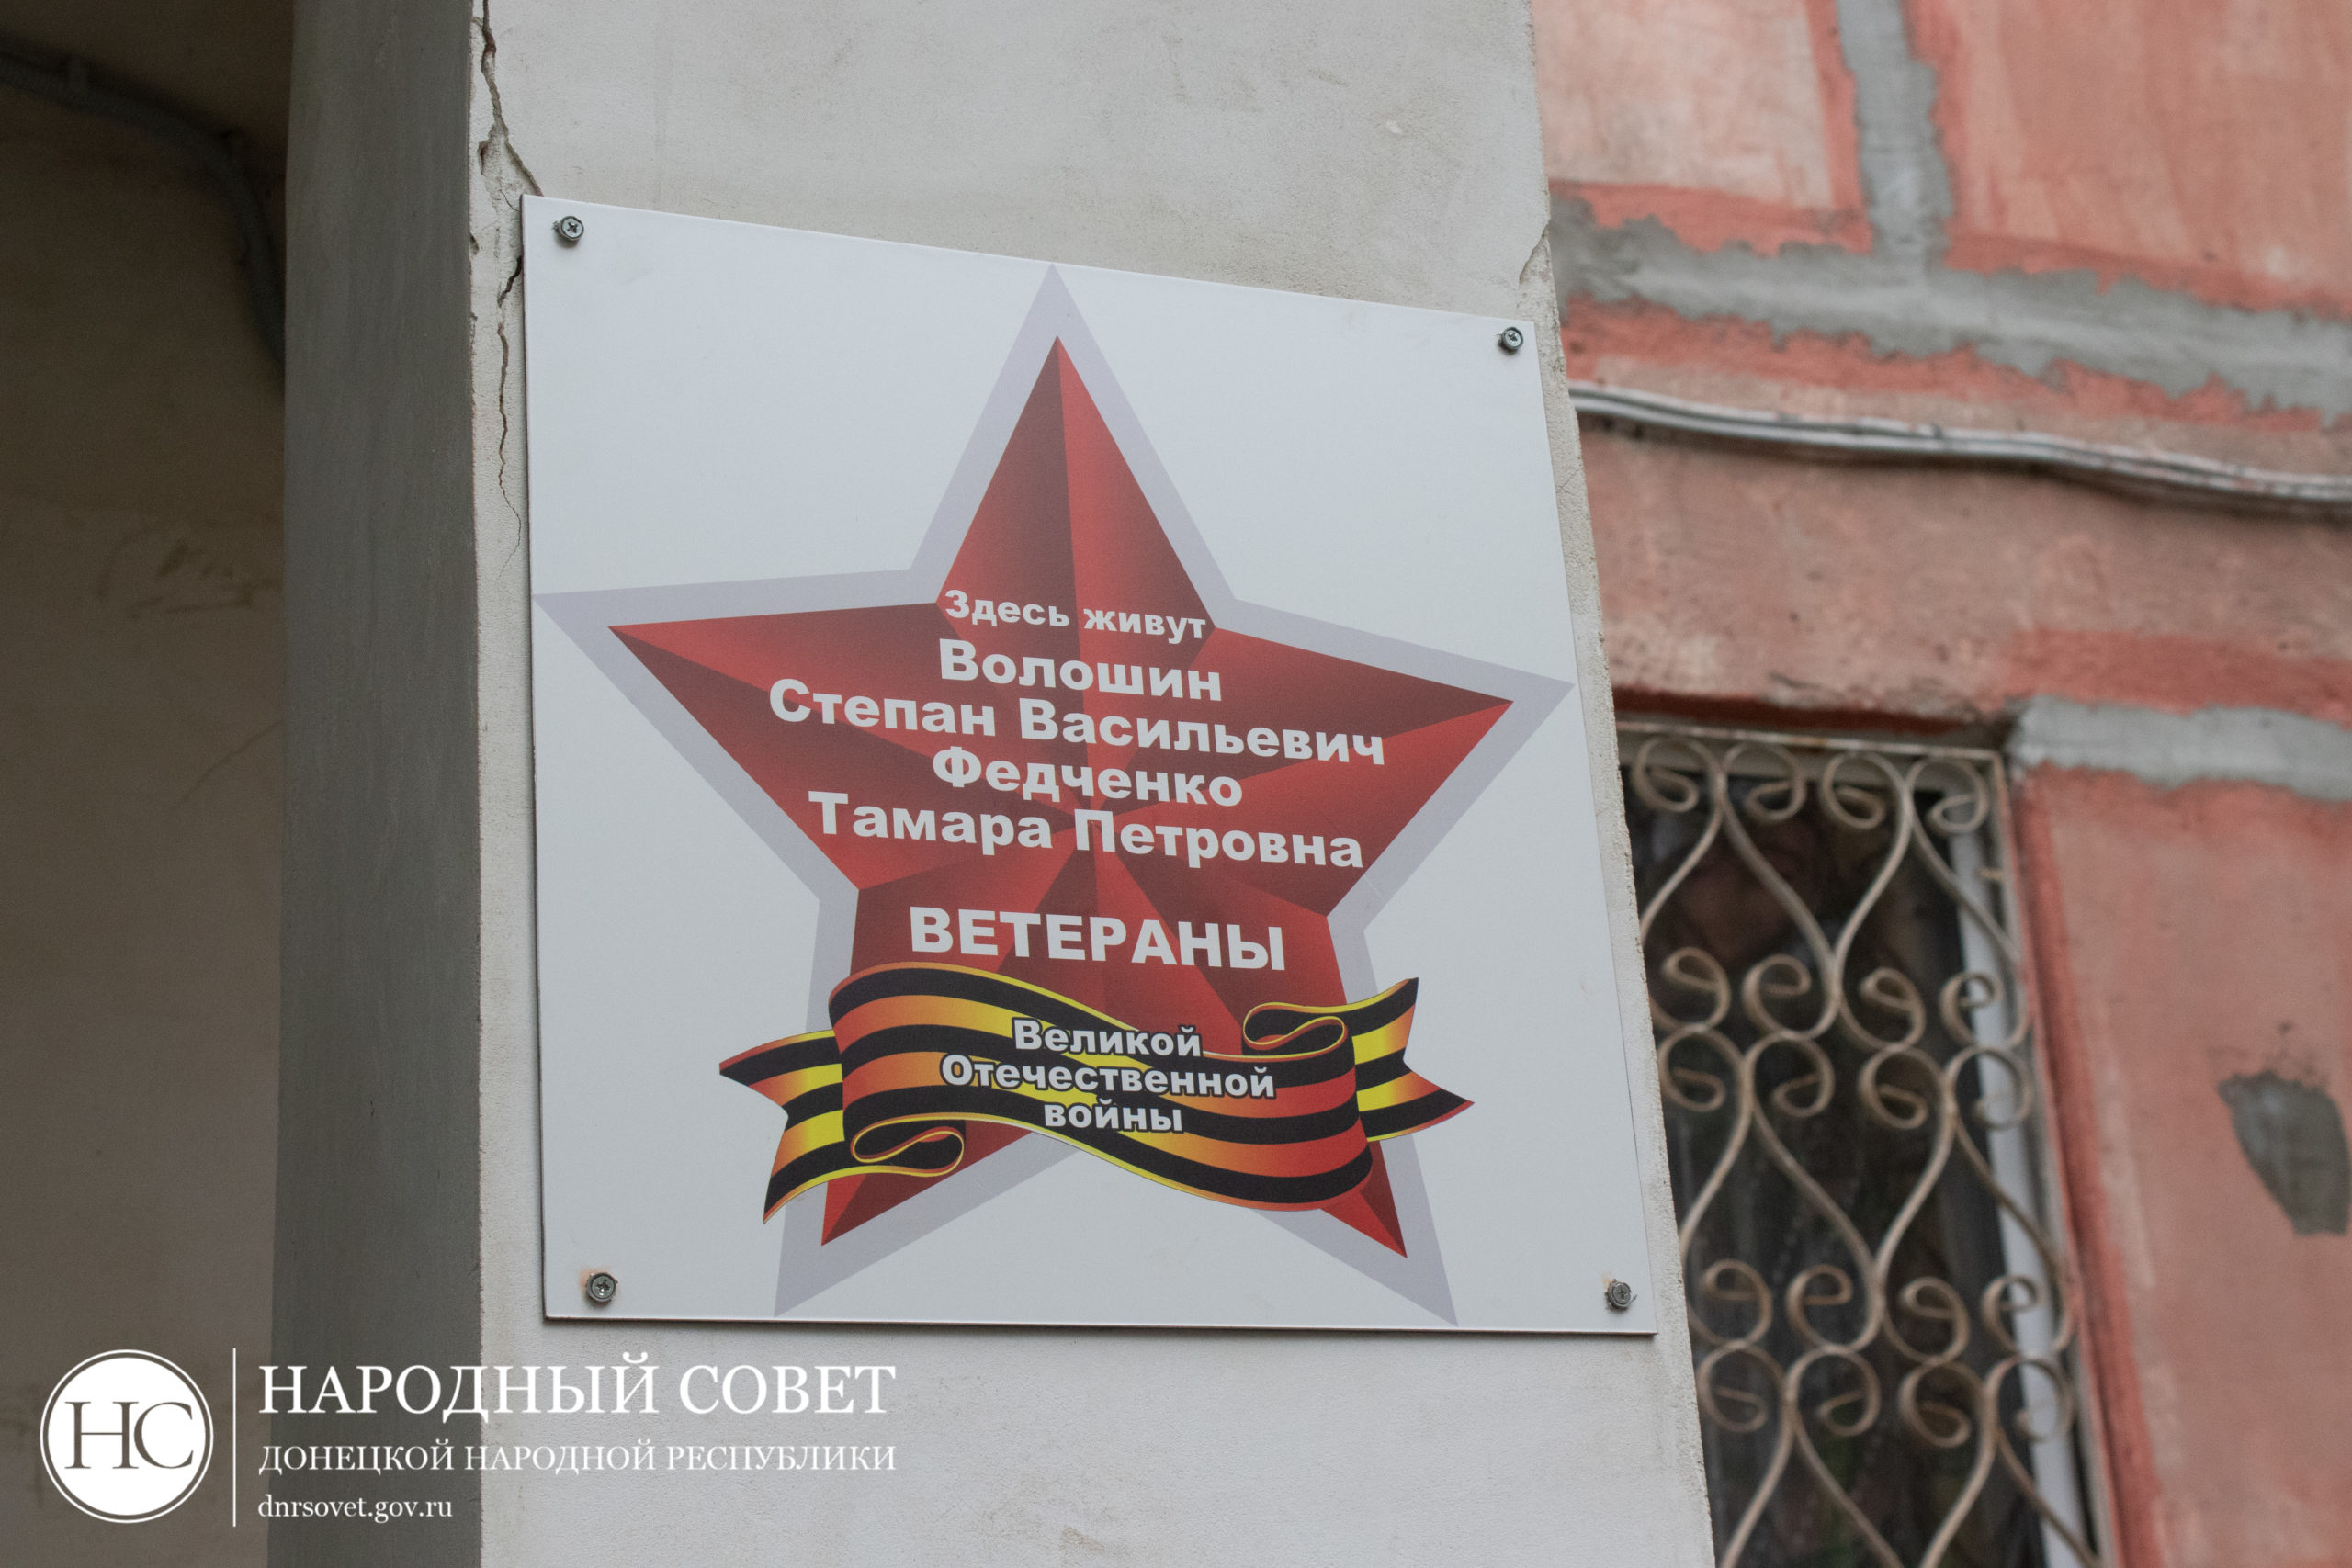 Здесь живут
Волошин
Степан Васильевич
Федченко
Тамара Петровна
ВЕТЕРАНЫ
Великой
Отечественной
войны
НС
НАРОДНЫЙ СОВЕТ
ДОНЕЦКОЙ НАРОДНОЙ РЕСПУБЛИКИ
dnrsovet.gov.ru